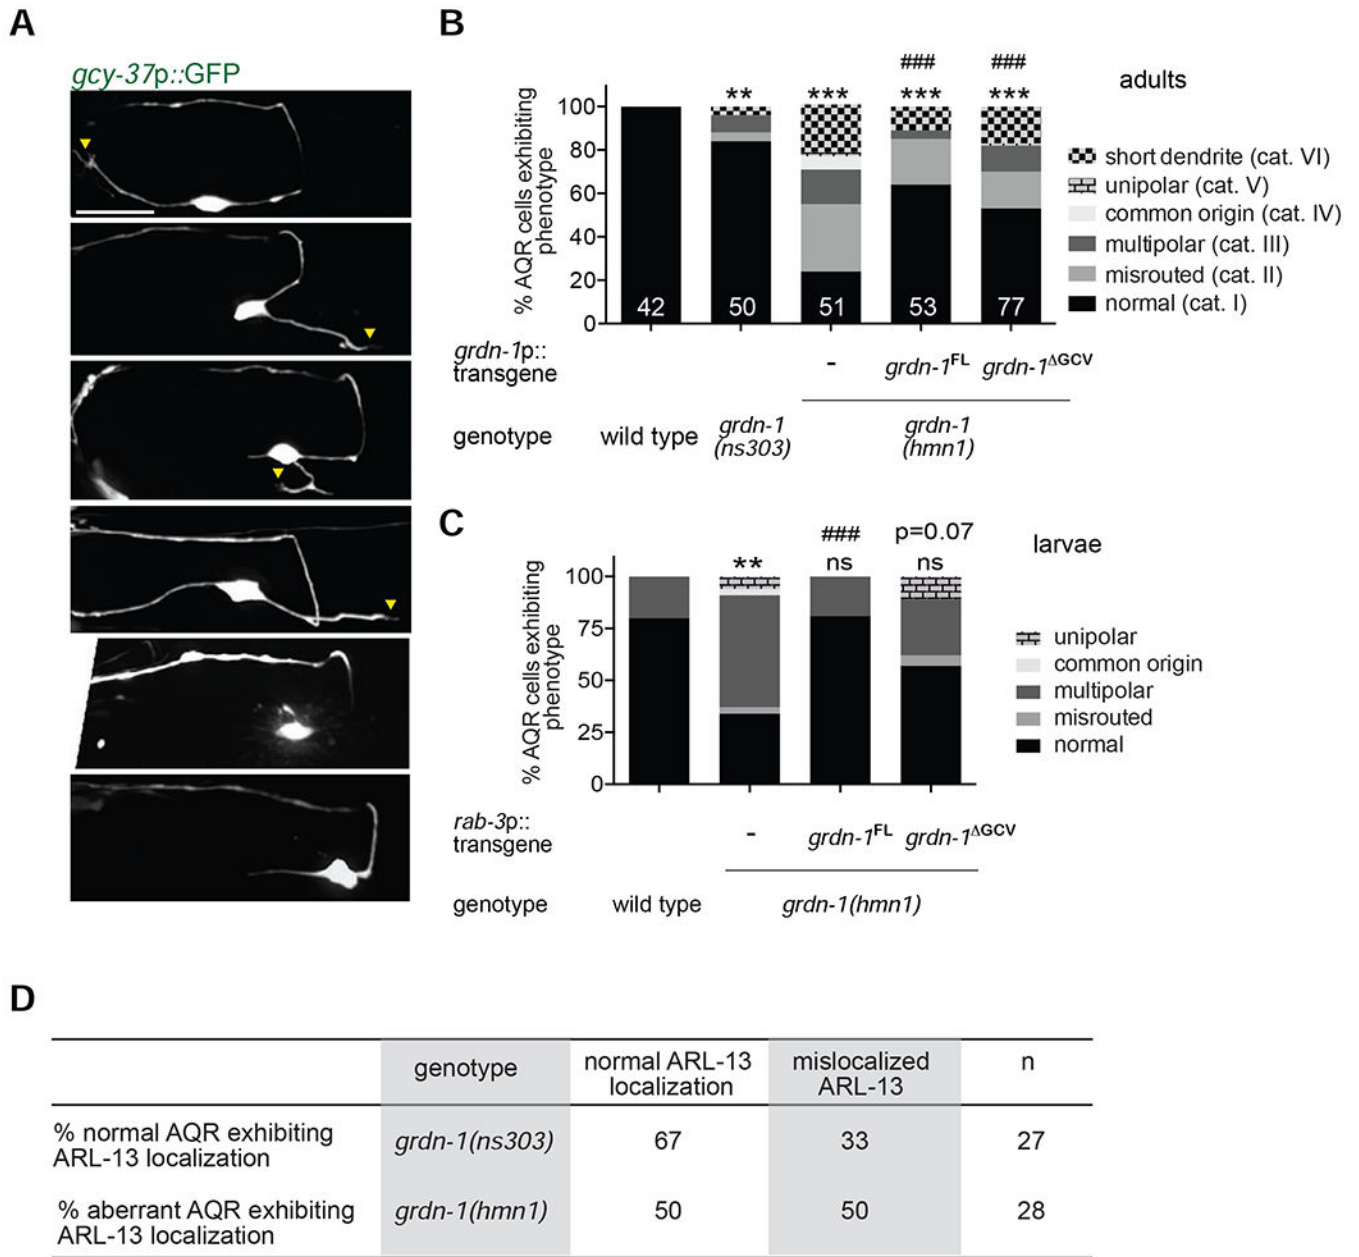 A
gcy-37p::GFP
B
% AQR cells exhibiting
phenotype
100
80
60
40
20
0
**
***
###
***
###
***
42
50
51
53
77
adults
short dendrite (cat. VI)
unipolar (cat. V)
common origin (cat. IV)
multipolar (cat. III)
misrouted (cat. II)
normal (cat. I)
grdn-1p::
transgene
-
grdn-1FL
grdn-1ΔGCV
genotype
wild type
grdn-1
(ns303)
grdn-1
(hmn1)
C
% AQR cells exhibiting
phenotype
100
75
50
25
0
**
###
ns
p=0.07
ns
larvae
unipolar
common origin
multipolar
misrouted
normal
rab-3p::
transgene
-
grdn-1FL
grdn-1ΔGCV
genotype
wild type
grdn-1(hmn1)
D
genotype
normal ARL-13
localization
mislocalized
ARL-13
n
% normal AQR exhibiting
ARL-13 localization
grdn-1(ns303)
67
33
27
% aberrant AQR exhibiting
ARL-13 localization
grdn-1(hmn1)
50
50
28